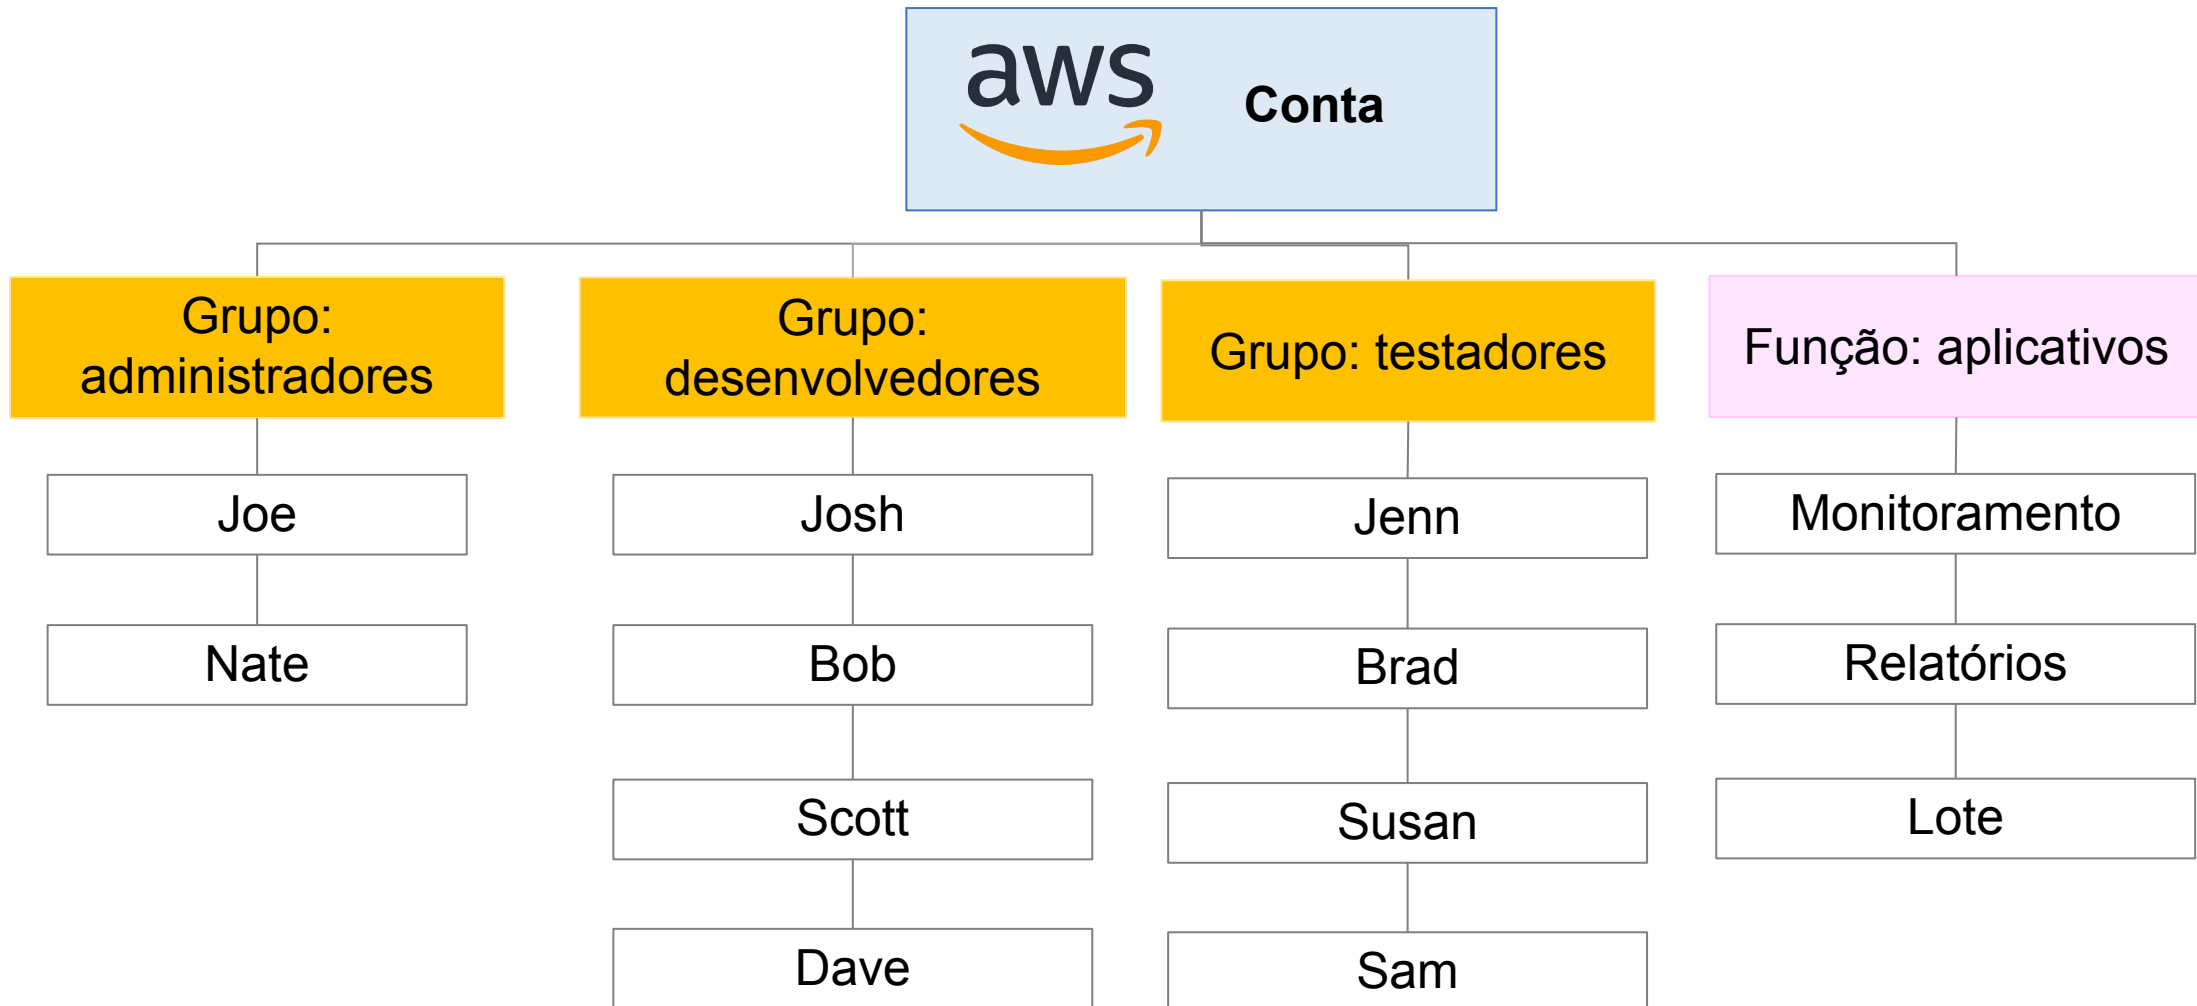 aws
Conta
Grupo:
administradores
Grupo:
desenvolvedores
Grupo: testadores
Função: aplicativos
Joe
Nate
Josh
Bob
Scott
Dave
Jenn
Brad
Susan
Sam
Monitoramento
Relatórios
Lote